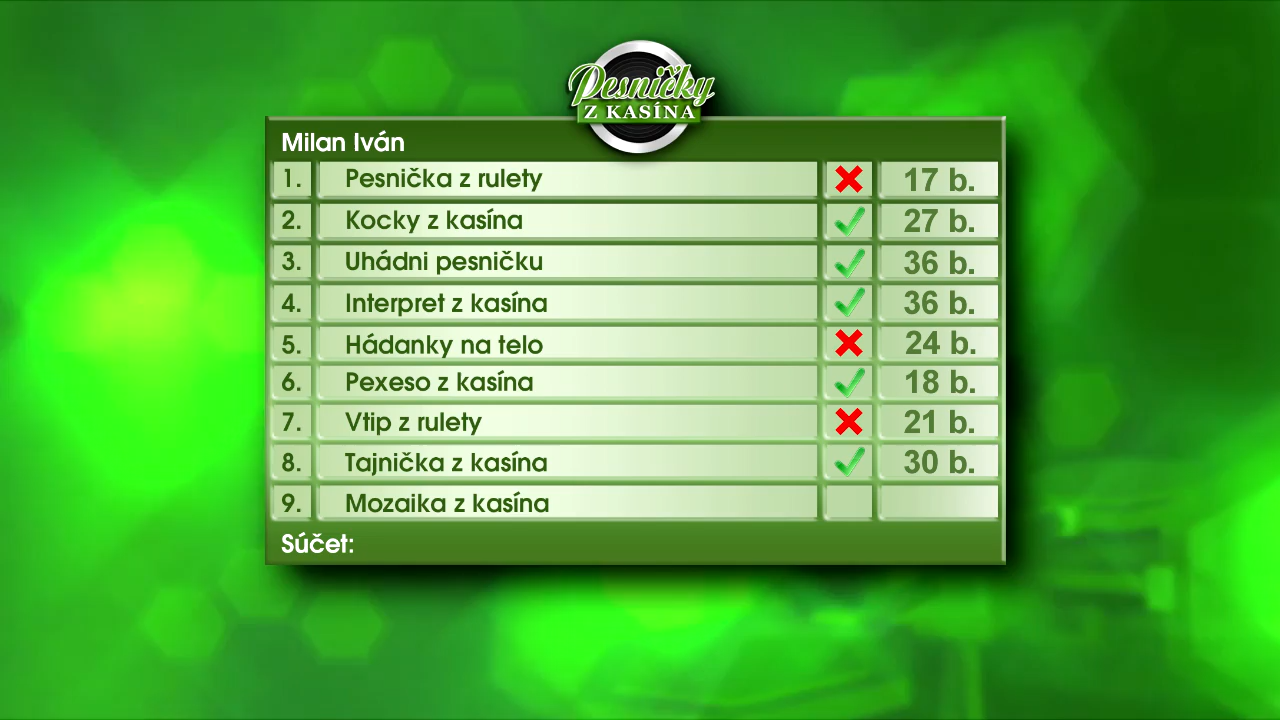 Pesničky
Z KASÍNA
Milan Iván
1. Pesnička z rulety 17 b.
2. Kocky z kasína 27 b.
3. Uhádni pesničku 36 b.
4. Interpret z kasína 36 b.
5. Hádanky na telo 24 b.
6. Pexeso z kasína 18 b.
7. Vtip z rulety 21 b.
8. Tajnička z kasína 30 b.
9. Mozaika z kasína
Súčet: